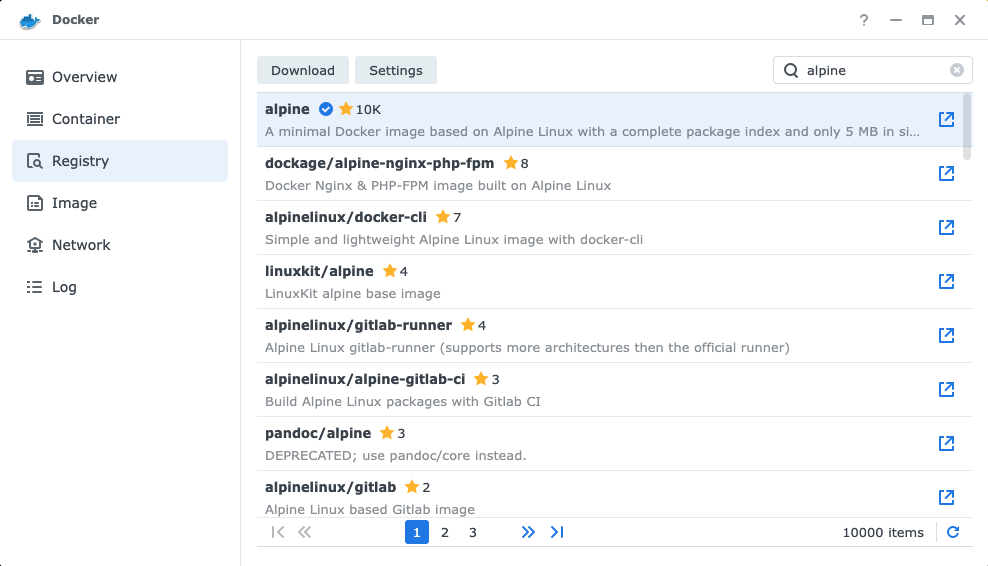 Docker
?
Overview
Container
Registry
Image
Network
Log
Download Settings alpine
alpine 10K
A minimal Docker image based on Alpine Linux with a complete package index and only 5 MB in si...
dockage/alpine-nginx-php-fpm 8
Docker Nginx & PHP-FPM image built on Alpine Linux
alpinelinux/docker-cli 7
Simple and lightweight Alpine Linux image with docker-cli
linuxkit/alpine 4
LinuxKit alpine base image
alpinelinux/gitlab-runner 4
Alpine Linux gitlab-runner (supports more architectures then the official runner)
alpinelinux/alpine-gitlab-ci 3
Build Alpine Linux packages with Gitlab CI
pandoc/alpine 3
DEPRECATED; use pandoc/core instead.
alpinelinux/gitlab 2
Alpine Linux based Gitlab image
1 2 3 10000 items